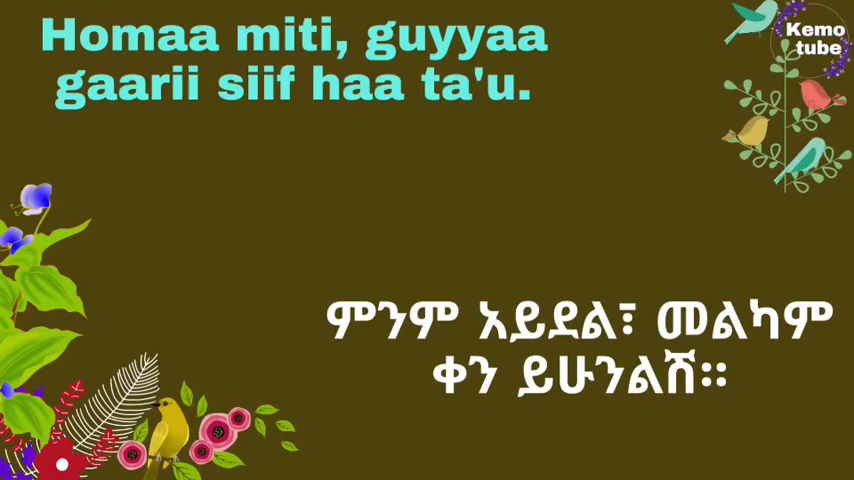 Homaa miti, guyyaa
gaarii siif haa ta'u.
Kemo
tube
ምንም አይደል፣ መልካም
ቀን ይሁንልሽ።